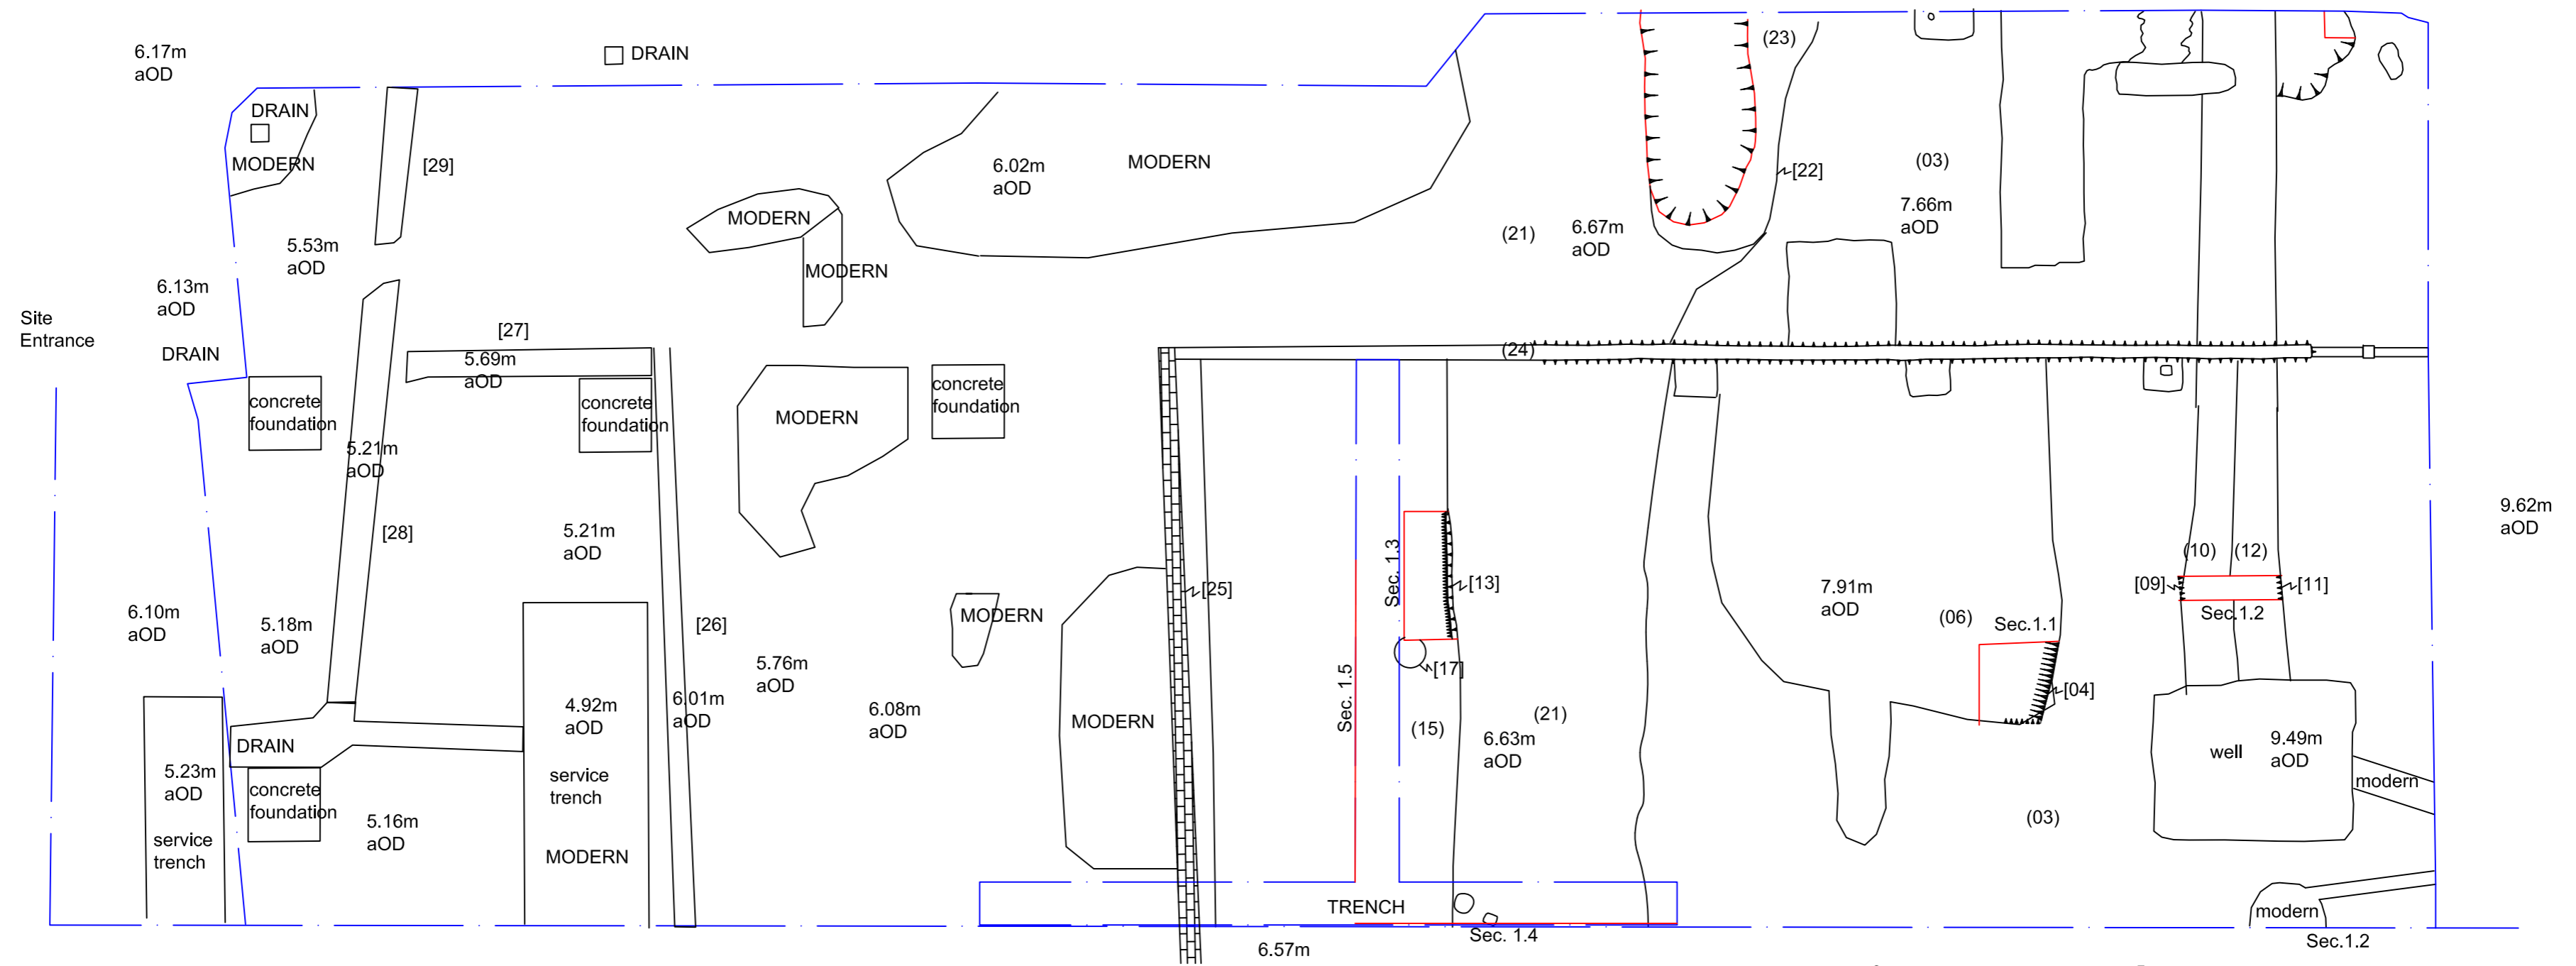 6.17m
aOD
DRAIN
(23)
DRAIN
MODERN
[29]
6.02m
aOD
MODERN
[22]
(03)
7.66m
aOD
MODERN
MODERN
5.53m
aOD
(21)
6.67m
aOD
6.13m
aOD
Site
Entrance
DRAIN
[27]
5.69m
aOD
(24)
concrete
foundation
concrete
foundation
MODERN
concrete
foundation
5.21m
aOD
[28]
5.21m
aOD
9.62m
aOD
Sec. 1.3
[13]
[25]
(10)
(12)
[09]
[11]
Sec.1.2
7.91m
aOD
(06)
Sec.1.1
[04]
6.10m
aOD
5.18m
aOD
[26]
MODERN
5.76m
aOD
[17]
Sec. 1.5
4.92m
aOD
6.01m
aOD
6.08m
aOD
MODERN
(15)
(21)
6.63m
aOD
DRAIN
well
9.49m
aOD
modern
5.23m
aOD
service
trench
concrete
foundation
service
trench
5.16m
aOD
MODERN
(03)
TRENCH
modern
Sec. 1.4
6.57m
Sec.1.2